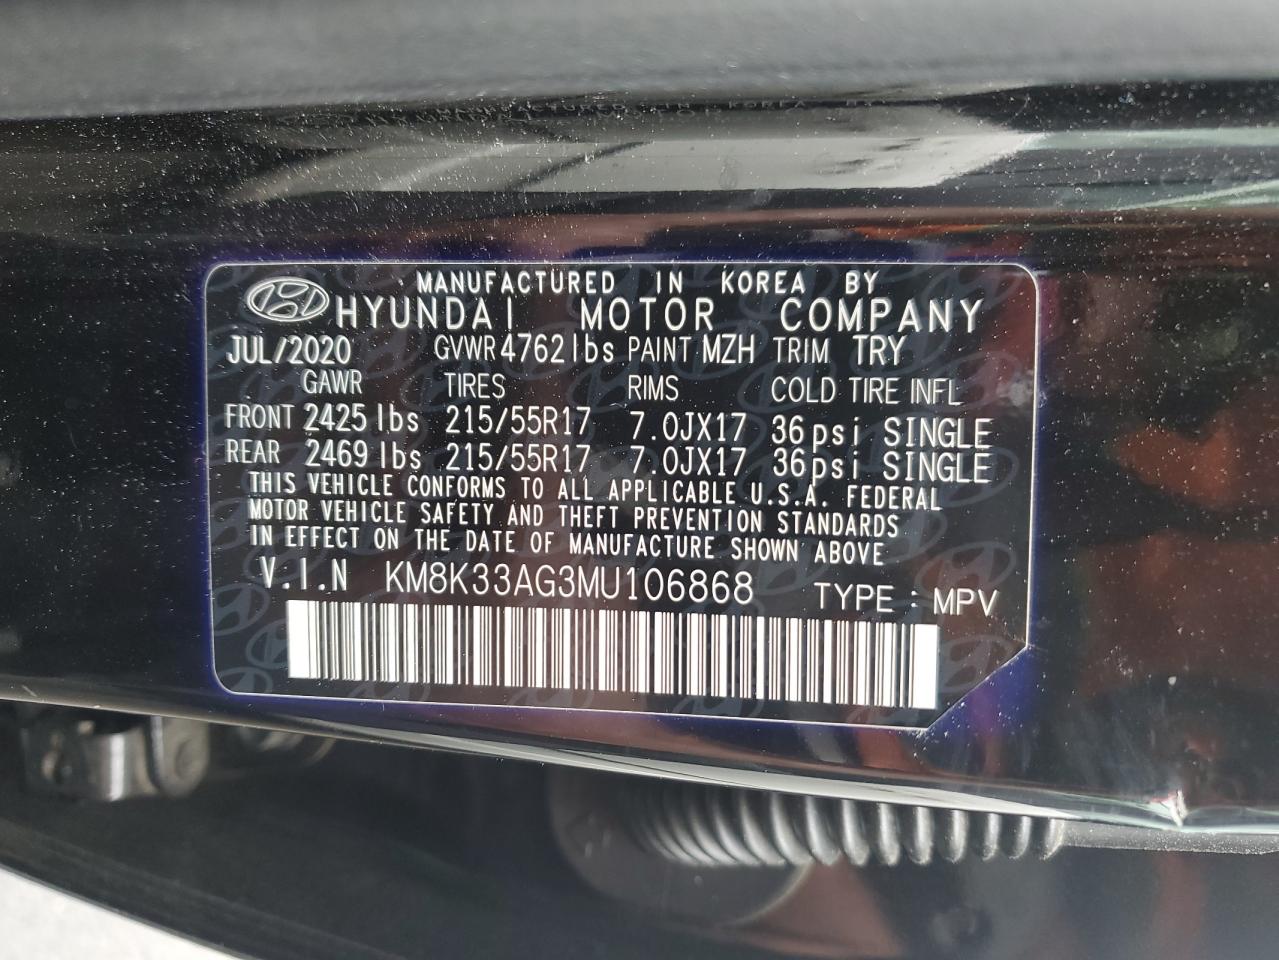 MANUFACTURED IN KOREA BY
HYUNDAI MOTOR COMPANY
JUL/2020 GVWR 4762 lbs PAINT MZH TRIM TRY
GAWR TIRES RIMS COLD TIRE INFL
FRONT 2425 lbs 215/55R17 7.0JX17 36psi SINGLE
REAR 2469 lbs 215/55R17 7.0JX17 36psi SINGLE
THIS VEHICLE CONFORMS TO ALL APPLICABLE U.S.A. FEDERAL
MOTOR VEHICLE SAFETY AND THEFT PREVENTION STANDARDS
IN EFFECT ON THE DATE OF MANUFACTURE SHOWN ABOVE
V.I.N KM8K33AG3MU106868 TYPE : MPV